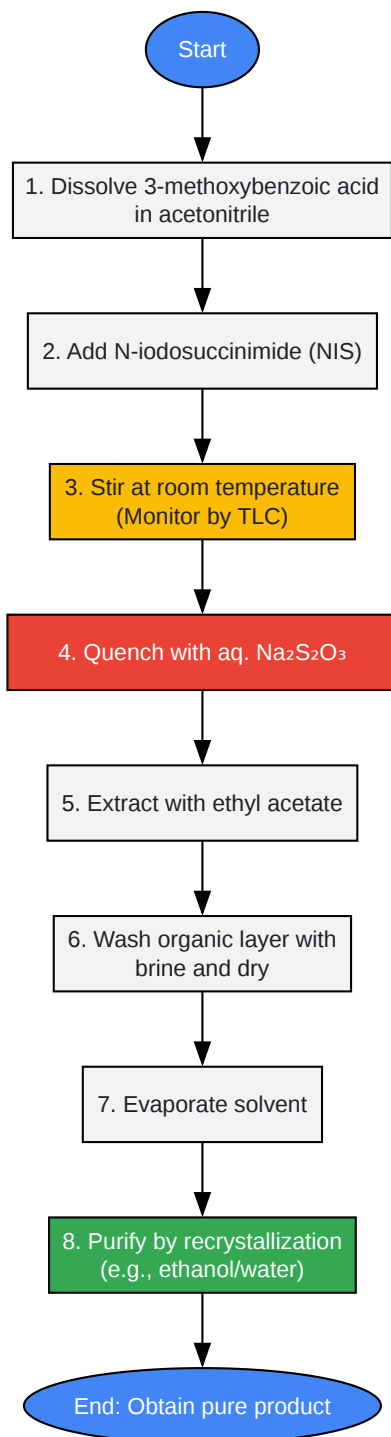 Start
1. Dissolve 3-methoxybenzoic acid
in acetonitrile
2. Add N-iodosuccinimide (NIS)
3. Stir at room temperature
(Monitor by TLC)
4. Quench with aq. Na₂S₂O₃
5. Extract with ethyl acetate
6. Wash organic layer with
brine and dry
7. Evaporate solvent
8. Purify by recrystallization
(e.g., ethanol/water)
End: Obtain pure product